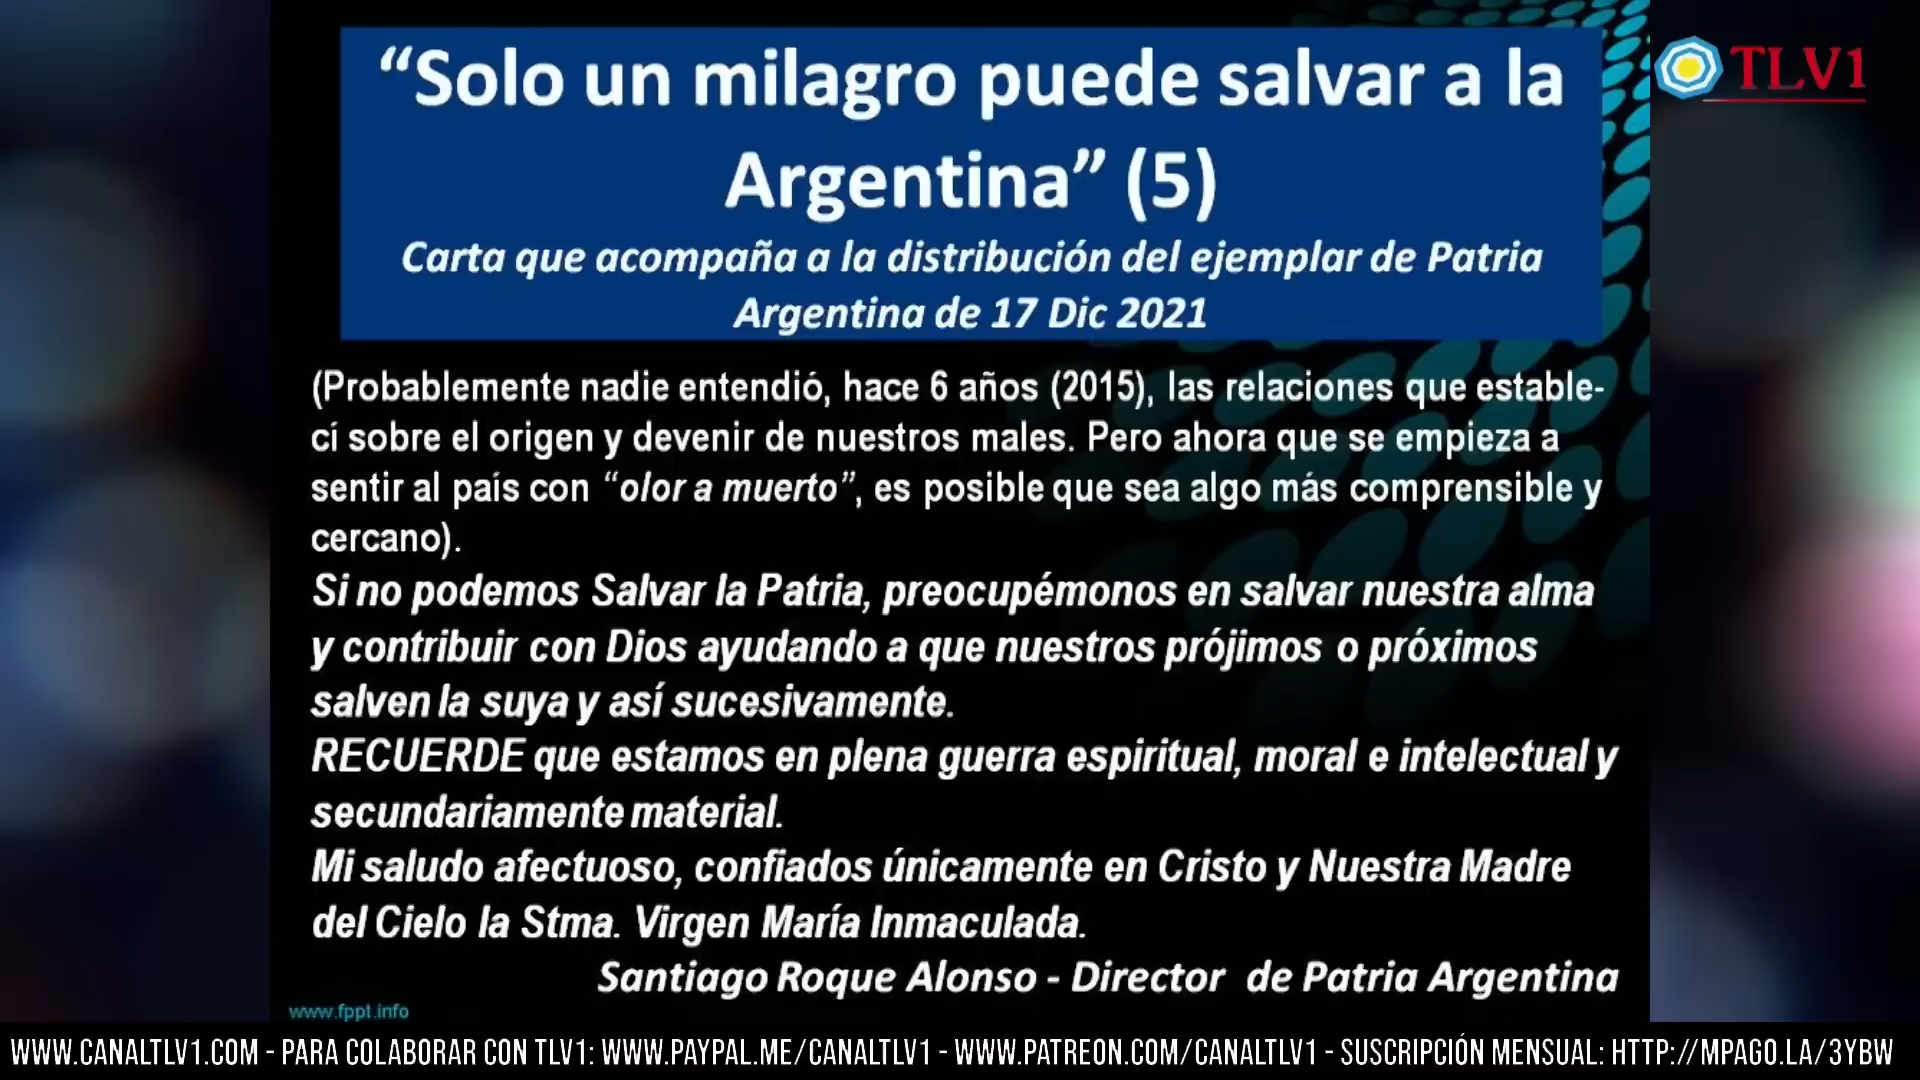 “Solo un milagro puede salvar a la
Argentina” (5)
Carta que acompaña a la distribución del ejemplar de Patria
Argentina de 17 Dic 2021
TLV1
(Probablemente nadie entendió, hace 6 años (2015), las relaciones que estable-
cí sobre el origen y devenir de nuestros males. Pero ahora que se empieza a
sentir al país con “olor a muerto”, es posible que sea algo más comprensible y
cercano).
Si no podemos Salvar la Patria, preocupémonos en salvar nuestra alma
y contribuir con Dios ayudando a que nuestros prójimos o próximos
salven la suya y así sucesivamente.
RECUERDE que estamos en plena guerra espiritual, moral e intelectual y
secundariamente material.
Mi saludo afectuoso, confiados únicamente en Cristo y Nuestra Madre
del Cielo la Stma. Virgen María Inmaculada.
Santiago Roque Alonso - Director de Patria Argentina
www.fppt.info
WWW.CANALTLV1.COM - PARA COLABORAR CON TLV1: WWW.PAYPAL.ME/CANALTLV1 - WWW.PATREON.COM/CANALTLV1 - SUSCRIPCIÓN MENSUAL: HTTP://MPAGO.LA/3YBW